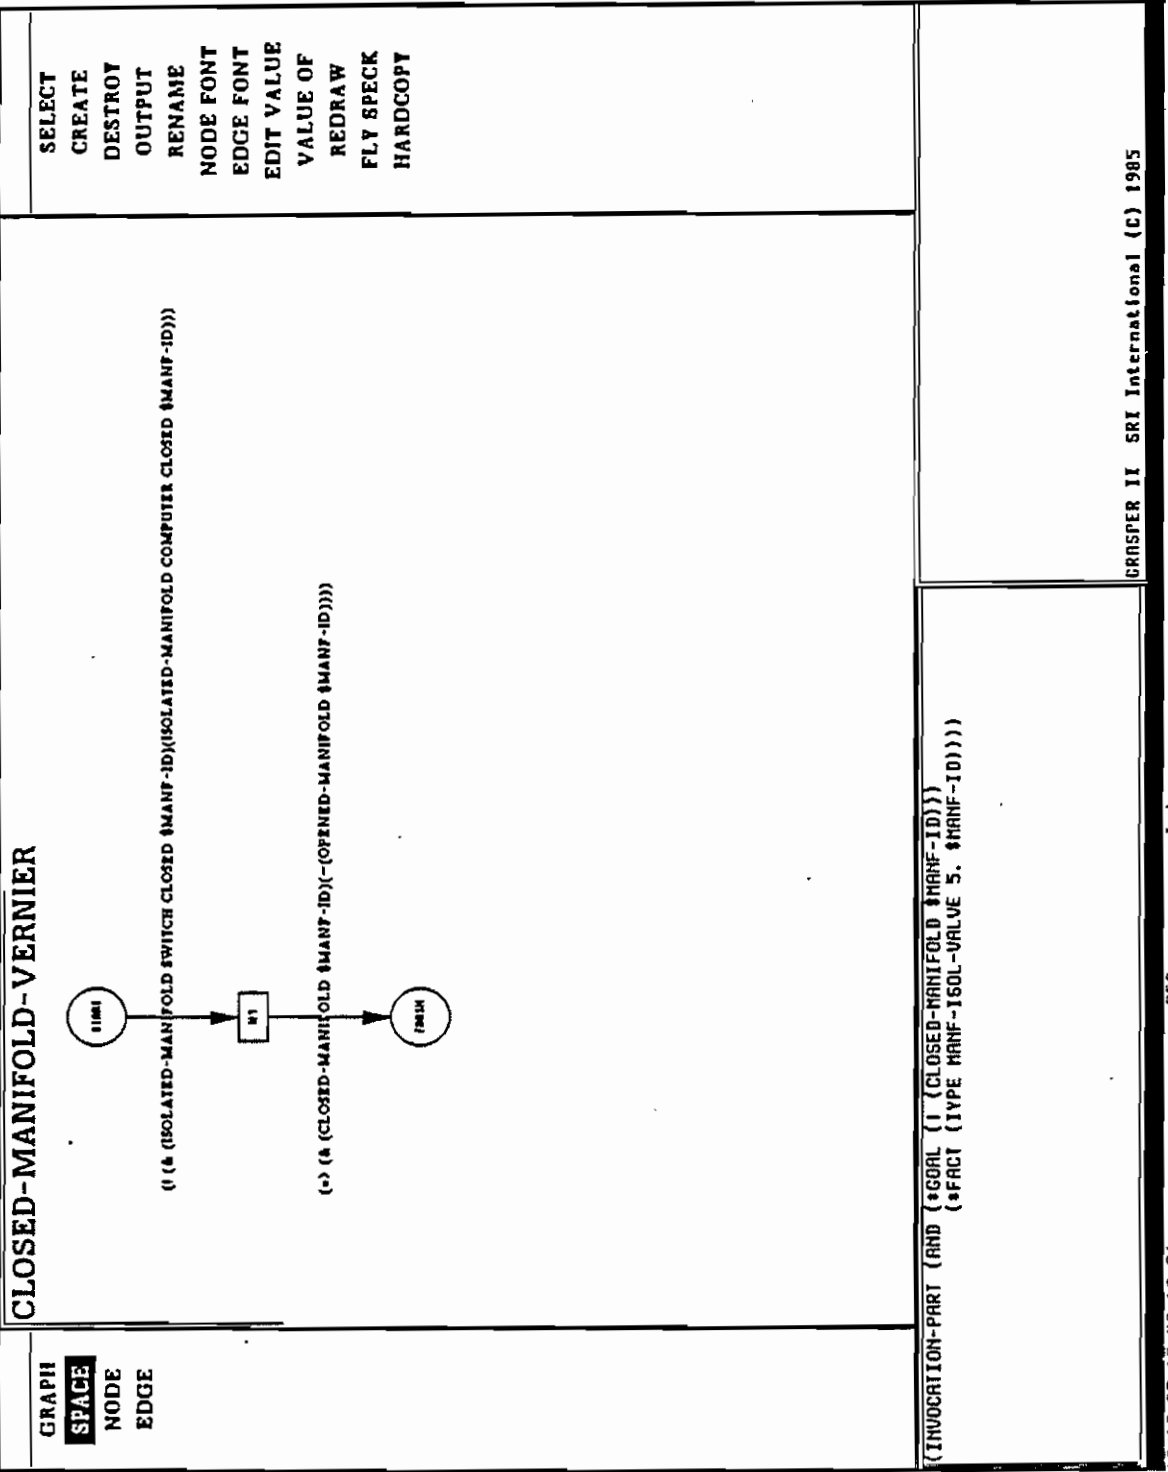 CLOSED-MANIFOLD-VERNIER
GRAPH
SPACE
NODE
EDGE
START
(! (& (ISOLATED-MANIFOLD SWITCH CLOSED $MANF-ID)(ISOLATED-MANIFOLD COMPUTER CLOSED $MANF-ID)))
N1
(=> (& (CLOSED-MANIFOLD $MANF-ID)(~(OPENED-MANIFOLD $MANF-ID))))
FINISH
SELECT
CREATE
DESTROY
OUTPUT
RENAME
NODE FONT
EDGE FONT
EDIT VALUE
VALUE OF
REDRAW
FLY SPECK
HARDCOPY
(INVOCATION-PART (AND (*GOAL (! (CLOSED-MANIFOLD $MANF-ID)))
(*FACT (TYPE MANF-ISOL-VALVE 5. $MANF-ID))))
GRASPER II SRI International (C) 1985